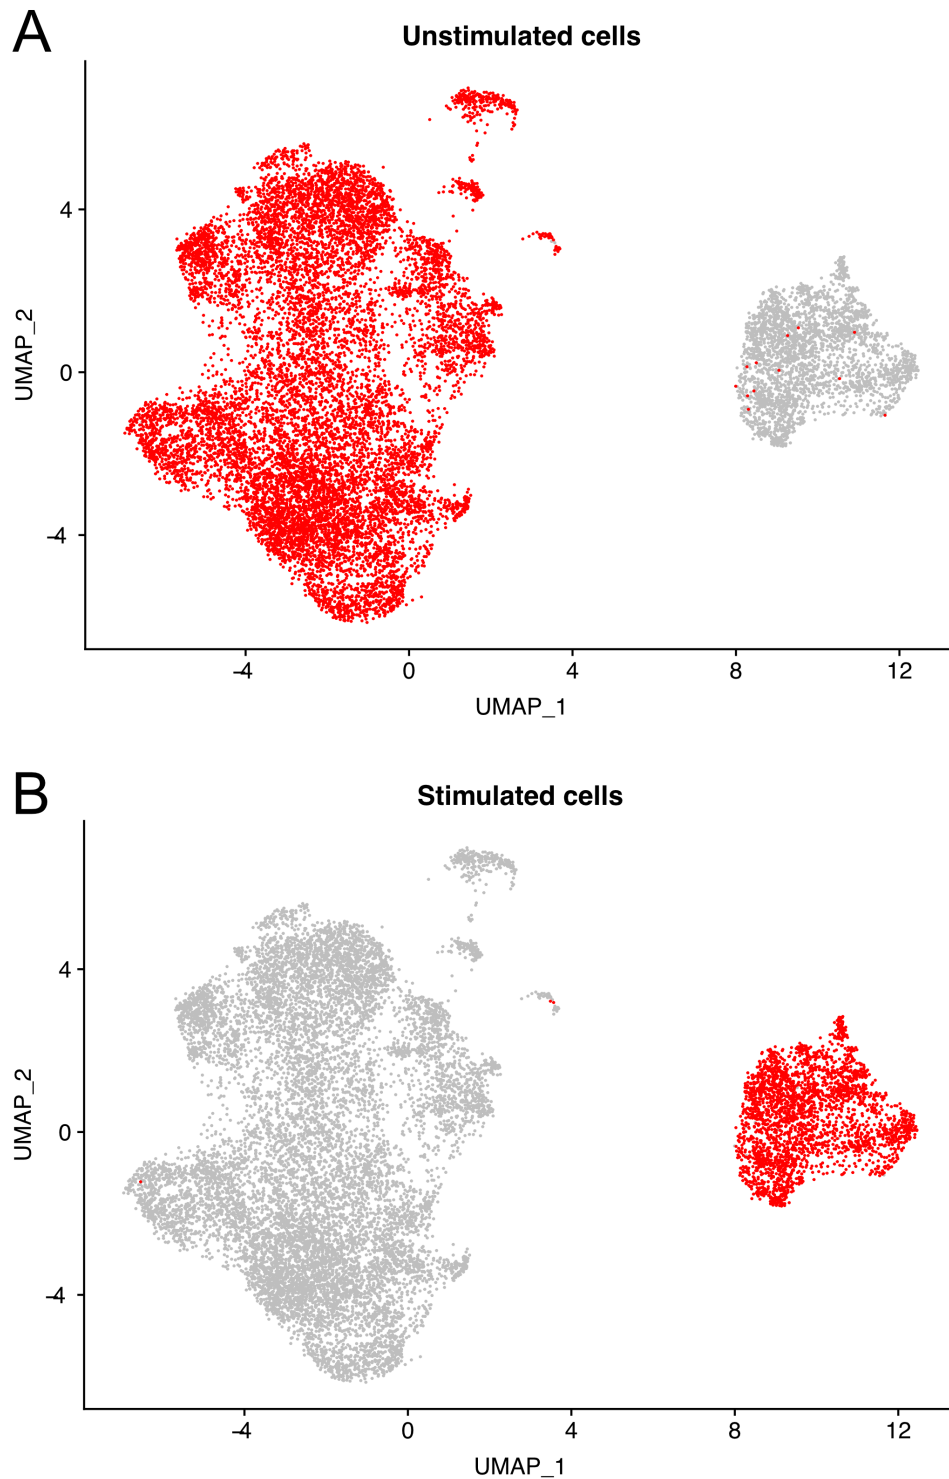 A
Unstimulated cells
UMAP_2
4
0
-4
-4 0 4 8 12
UMAP_1
B
Stimulated cells
UMAP_2
4
0
-4
-4 0 4 8 12
UMAP_1